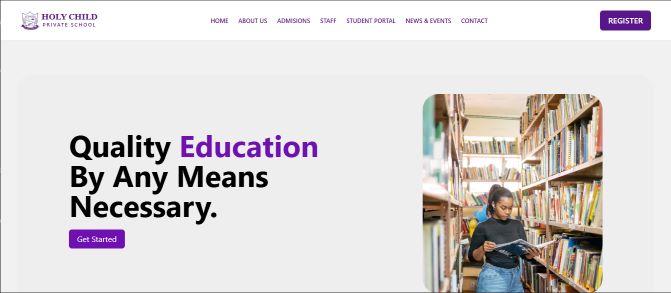 HOLY CHILD
PRIVATE SCHOOL
HOME ABOUT US ADMISIONS STAFF STUDENT PORTAL NEWS & EVENTS CONTACT
REGISTER
Quality Education
By Any Means
Necessary.
Get Started